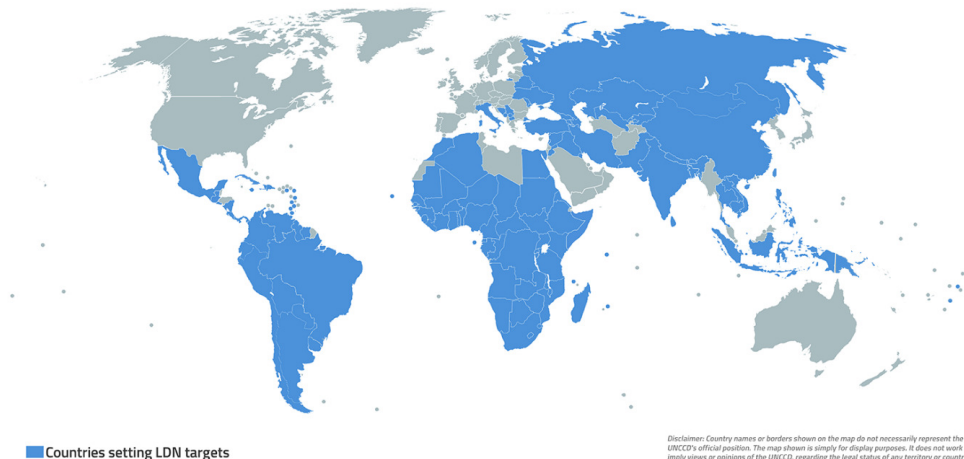 Countries setting LDN targets
Disclaimer: Country names or borders shown on the map do not necessarily represent the
UNCCD's official position. The map shown is simply for display purposes. It does not work
imply views or opinions of the UNCCD, regarding the legal status of any territory or